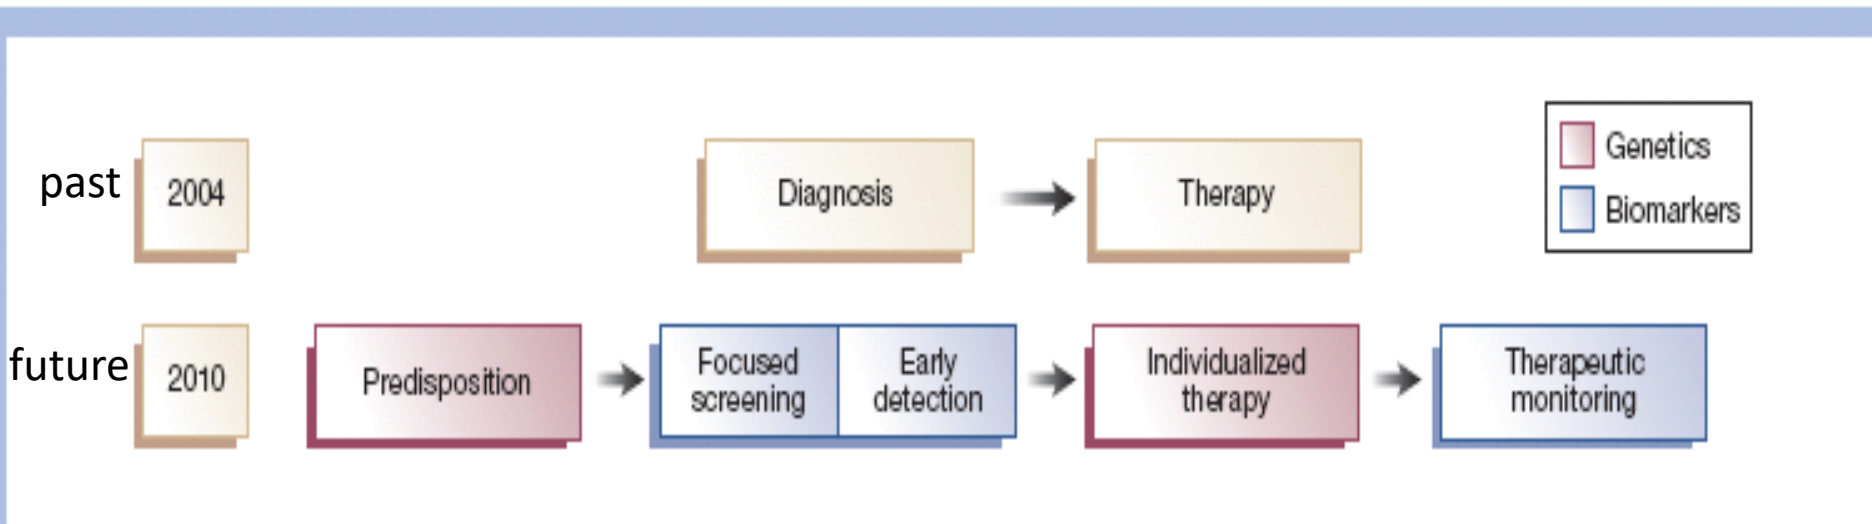 past
2004
Diagnosis
Therapy
Genetics
Biomarkers
future
2010
Predisposition
Focused
screening
Early
detection
Individualized
therapy
Therapeutic
monitoring